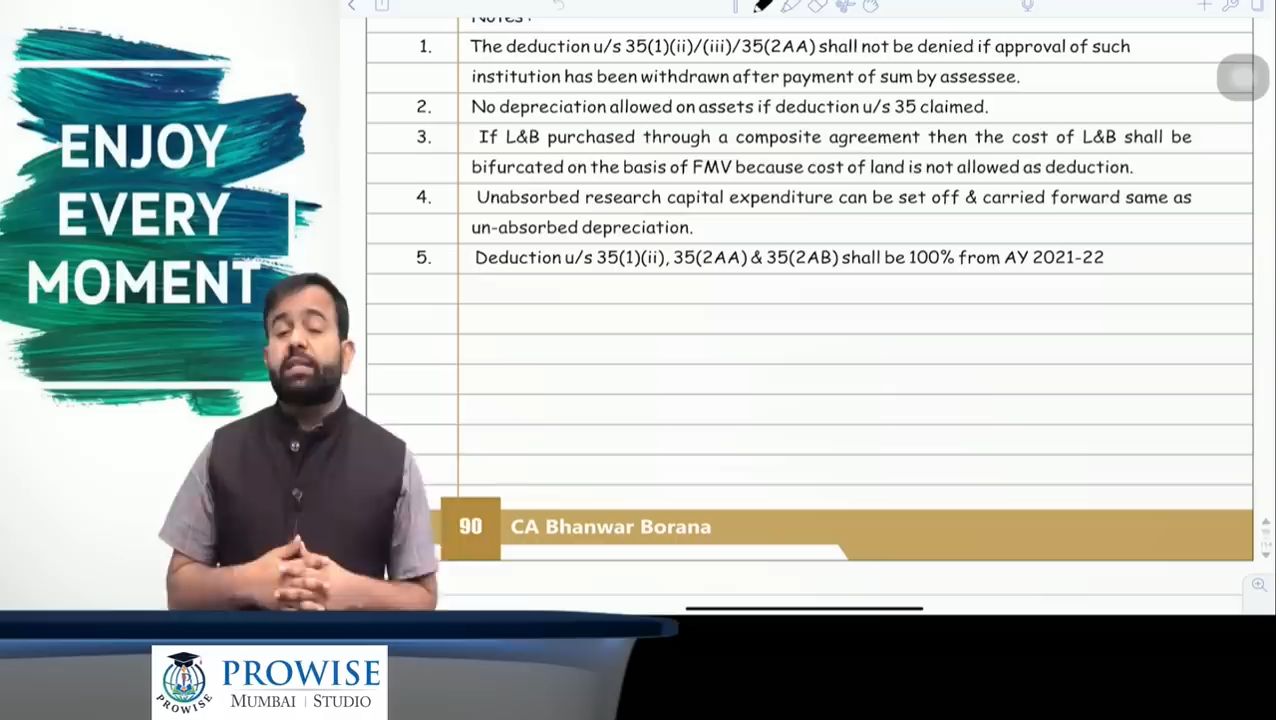 ENJOY
EVERY
MOMENT
Notes :
1. The deduction u/s 35(1)(ii)/(iii)/35(2AA) shall not be denied if approval of such
institution has been withdrawn after payment of sum by assessee.
2. No depreciation allowed on assets if deduction u/s 35 claimed.
3. If L&B purchased through a composite agreement then the cost of L&B shall be
bifurcated on the basis of FMV because cost of land is not allowed as deduction.
4. Unabsorbed research capital expenditure can be set off & carried forward same as
un-absorbed depreciation.
5. Deduction u/s 35(1)(ii), 35(2AA) & 35(2AB) shall be 100% from AY 2021-22
90 CA Bhanwar Borana
PROWISE
PROWISE
MUMBAI | STUDIO